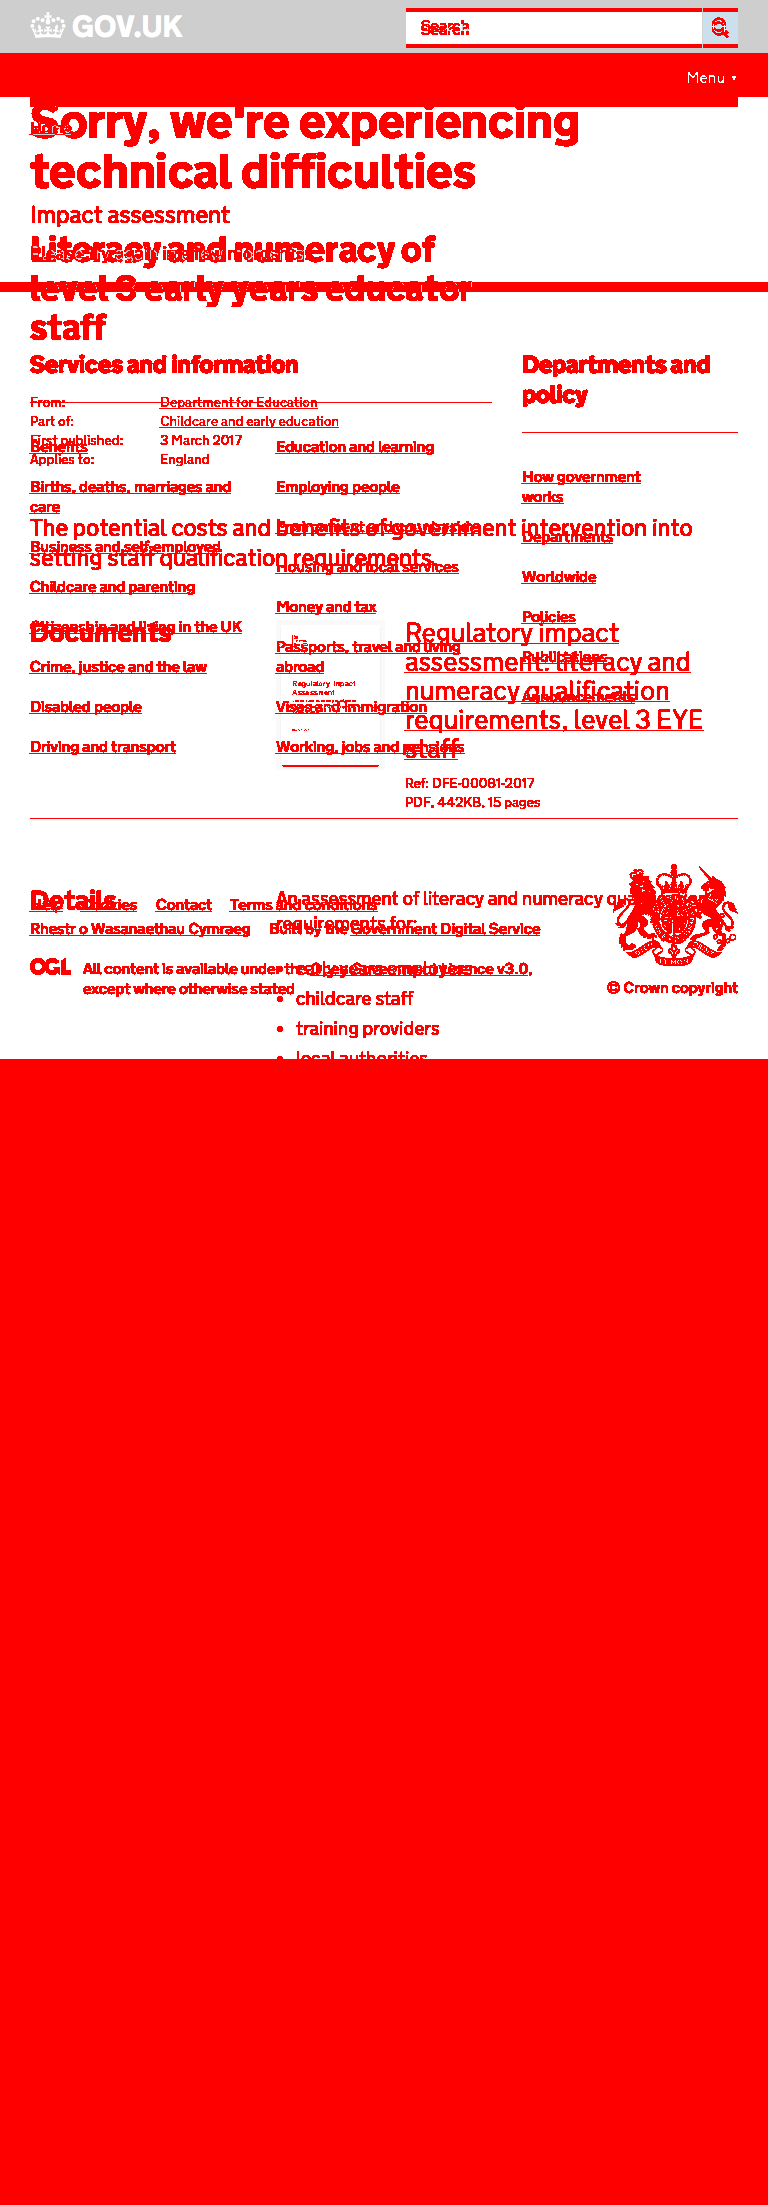 GOV.UK
Search
Search
Menu
Home
Sorry, we're experiencing
technical difficulties
Impact assessment
Literacy and numeracy of
level 3 early years educator
staff
Please try again in a few moments.
Services and information
Departments and
policy
From: Department for Education
Part of: Childcare and early education
First published: 3 March 2017
Applies to: England
Benefits
Education and learning
How government
works
Births, deaths, marriages and
care
Employing people
The potential costs and benefits of government intervention into
setting staff qualification requirements.
Departments
Business and self-employed
Housing and local services
Worldwide
Childcare and parenting
Money and tax
Policies
Citizenship and living in the UK
Documents
Passports, travel and living
abroad
Publications
Regulatory impact
assessment: literacy and
numeracy qualification
requirements, level 3 EYE
staff
Regulatory Impact
Assessment
Crime, justice and the law
Announcements
Disabled people
Visas and immigration
Driving and transport
Working, jobs and pensions
Ref: DFE-00081-2017
PDF, 442KB, 15 pages
Details
Contact Terms and conditions
An assessment of literacy and numeracy
requirements for:
Rhestr o Wasanaethau Cymraeg Built by the Government Digital Service
OGL All content is available under the Open Government Licence v3.0,
except where otherwise stated
childcare staff
training providers
local authorities
© Crown copyright